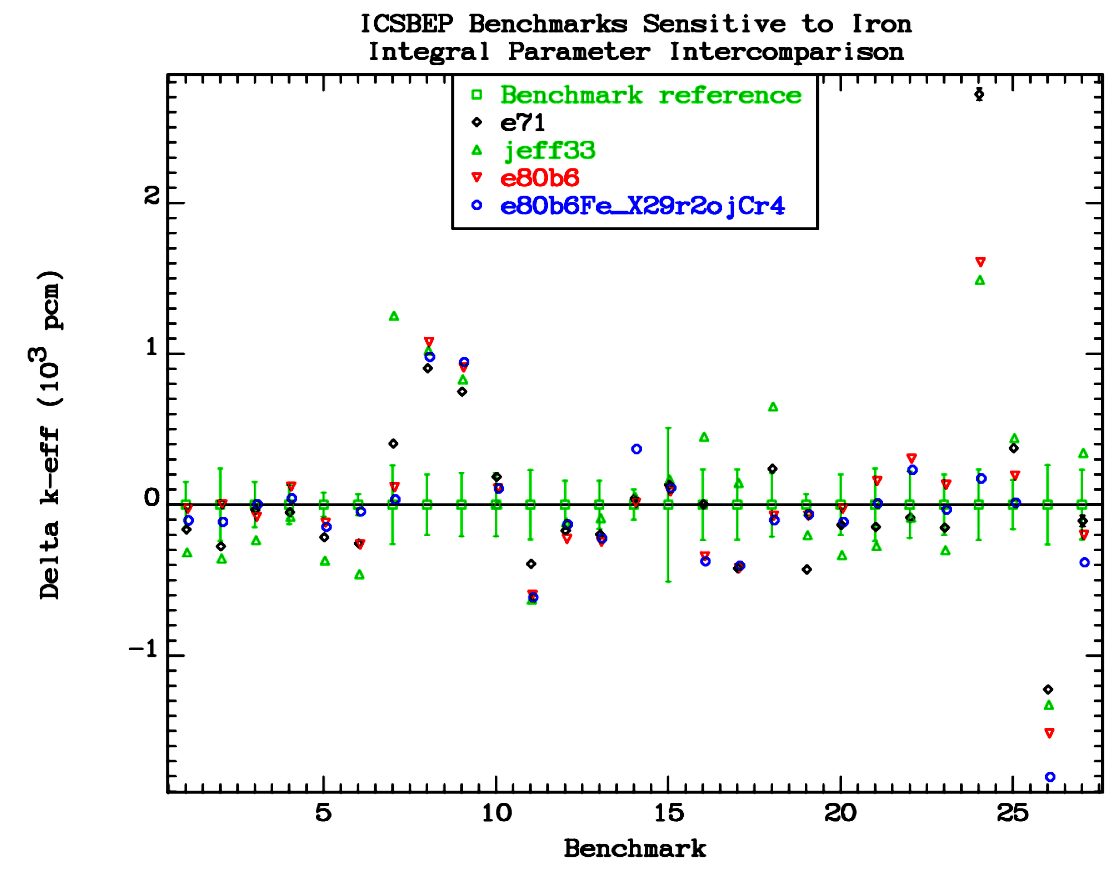 ICSBEP Benchmarks Sensitive to Iron
Integral Parameter Intercomparison
Benchmark reference
e71
jeff33
e80b6
e80b6Fe_X29r2ojCr4
2
1
0
-1
Delta k-eff (10³ pcm)
5 10 15 20 25
Benchmark